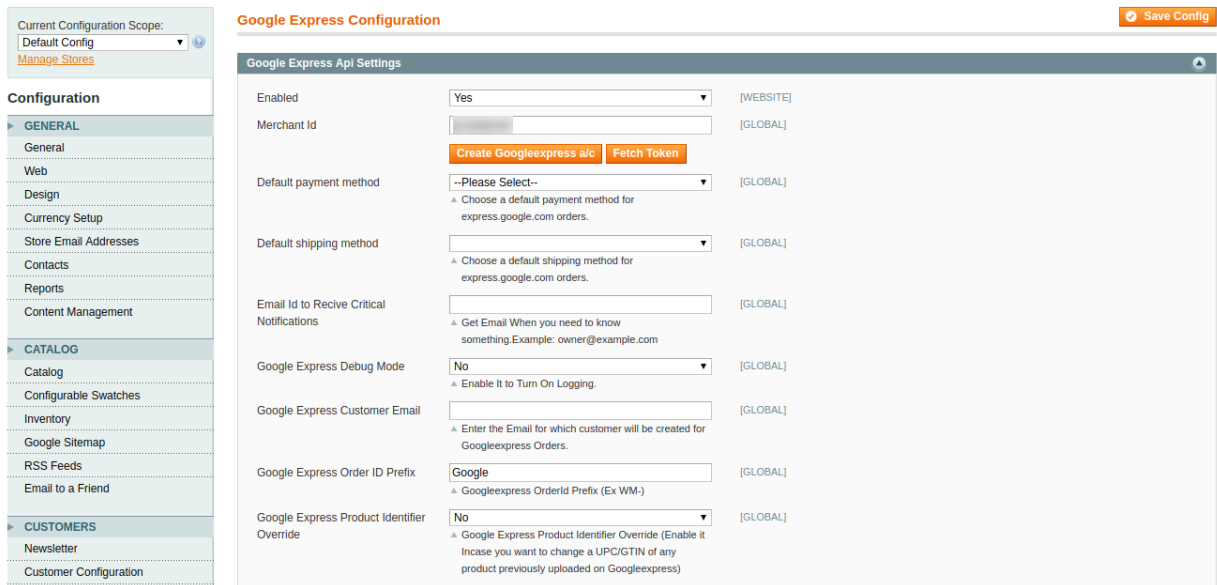 Current Configuration Scope:
Default Config
Manage Stores
Configuration
GENERAL
General
Web
Design
Currency Setup
Store Email Addresses
Contacts
Reports
Content Management
CATALOG
Catalog
Configurable Swatches
Inventory
Google Sitemap
RSS Feeds
Email to a Friend
CUSTOMERS
Newsletter
Customer Configuration
Google Express Configuration
Save Config
Google Express Api Settings
Enabled
Yes
[WEBSITE]
Merchant Id
[GLOBAL]
Create Googleexpress a/c
Fetch Token
Default payment method
--Please Select--
[GLOBAL]
Choose a default payment method for
express.google.com orders.
Default shipping method
[GLOBAL]
Choose a default shipping method for
express.google.com orders.
Email Id to Recive Critical
Notifications
[GLOBAL]
Get Email When you need to know
something.Example: owner@example.com
Google Express Debug Mode
No
[GLOBAL]
Enable It to Turn On Logging.
Google Express Customer Email
[GLOBAL]
Enter the Email for which customer will be created for
Googleexpress Orders.
Google Express Order ID Prefix
Google
[GLOBAL]
Googleexpress OrderId Prefix (Ex WM-)
Google Express Product Identifier
Override
No
[GLOBAL]
Google Express Product Identifier Override (Enable it
Incase you want to change a UPC/GTIN of any
product previously uploaded on Googleexpress)